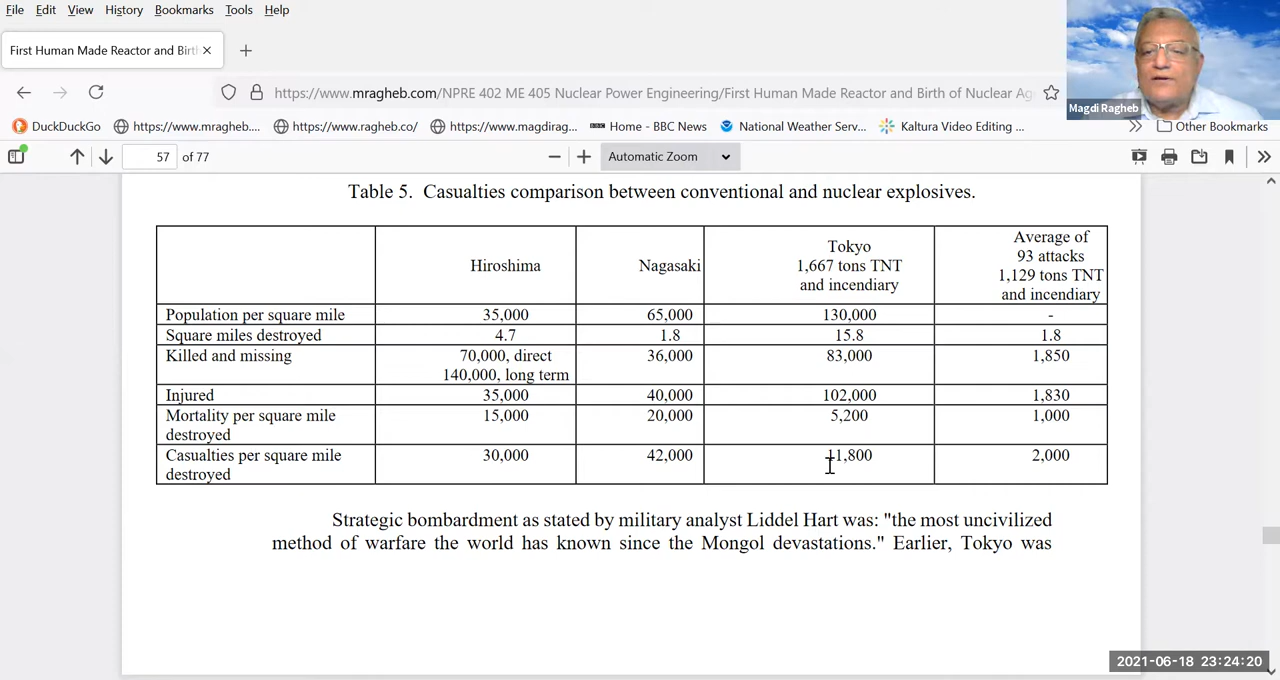 File Edit View History Bookmarks Tools Help
First Human Made Reactor and Birt
https://www.mragheb.com/NPRE 402 ME 405 Nuclear Power Engineering/First Human Made Reactor and Birth of Nuclear Ag
Magdi Ragheb
DuckDuckGo https://www.mragheb.... https://www.ragheb.co/ https://www.magdirag... Home - BBC News National Weather Serv... Kaltura Video Editing ... Other Bookmarks
57 of 77 Automatic Zoom
Table 5. Casualties comparison between conventional and nuclear explosives.
Hiroshima Nagasaki Tokyo 1,667 tons TNT and incendiary Average of 93 attacks 1,129 tons TNT and incendiary
Population per square mile 35,000 65,000 130,000 -
Square miles destroyed 4.7 1.8 15.8 1.8
Killed and missing 70,000, direct 36,000 83,000 1,850
140,000, long term
Injured 35,000 40,000 102,000 1,830
Mortality per square mile 15,000 20,000 5,200 1,000
destroyed
Casualties per square mile 30,000 42,000 11,800 2,000
destroyed
Strategic bombardment as stated by military analyst Liddel Hart was: "the most uncivilized
method of warfare the world has known since the Mongol devastations." Earlier, Tokyo was
2021-06-18 23:24:20